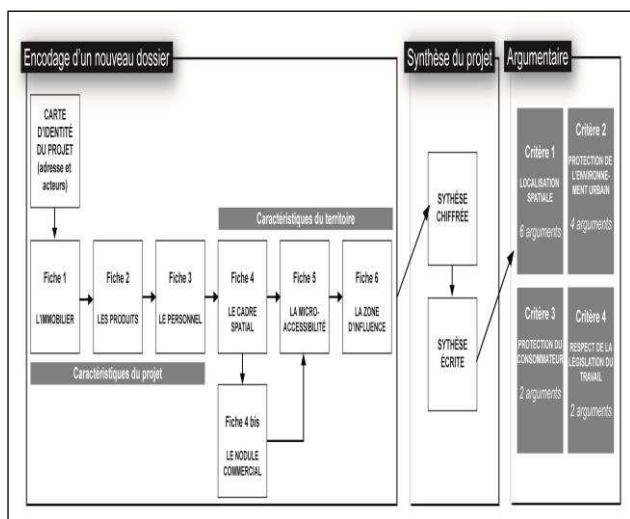 Encodage d'un nouveau dossier
CARTE
D'IDENTITÉ
DU PROJET
(adresse et
acteurs)
Caractéristiques du territoire
Fiche 1
L'IMMOBILIER
Fiche 2
LES PRODUITS
Fiche 3
LE PERSONNEL
Fiche 4
LE CADRE
SPATIAL
Fiche 5
LA MICRO-
ACCESSIBILITÉ
Fiche 6
LA ZONE
D'INFLUENCE
Caractéristiques du projet
Fiche 4 bis
LE NODULE
COMMERCIAL
Synthèse du projet
SYTHÈSE
CHIFFRÉE
SYTHÈSE
ÉCRITE
Argumentaire
Critère 1
LOCALISATION
SPATIALE
6 arguments
Critère 2
PROTECTION DE
L'ENVIRONNE-
MENT URBAIN
4 arguments
Critère 3
PROTECTION DU
CONSOMMATEUR
2 arguments
Critère 4
RESPECT DE LA
LÉGISLATION DU
TRAVAIL
2 arguments